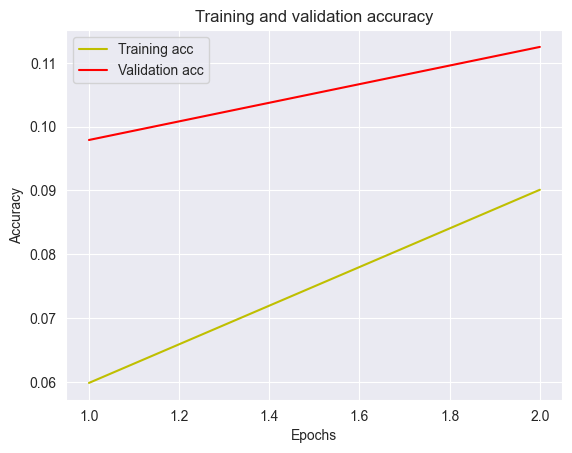 Training and validation accuracy
Training acc
Validation acc
0.11
0.10
0.09
0.08
0.07
0.06
Accuracy
1.0 1.2 1.4 1.6 1.8 2.0
Epochs